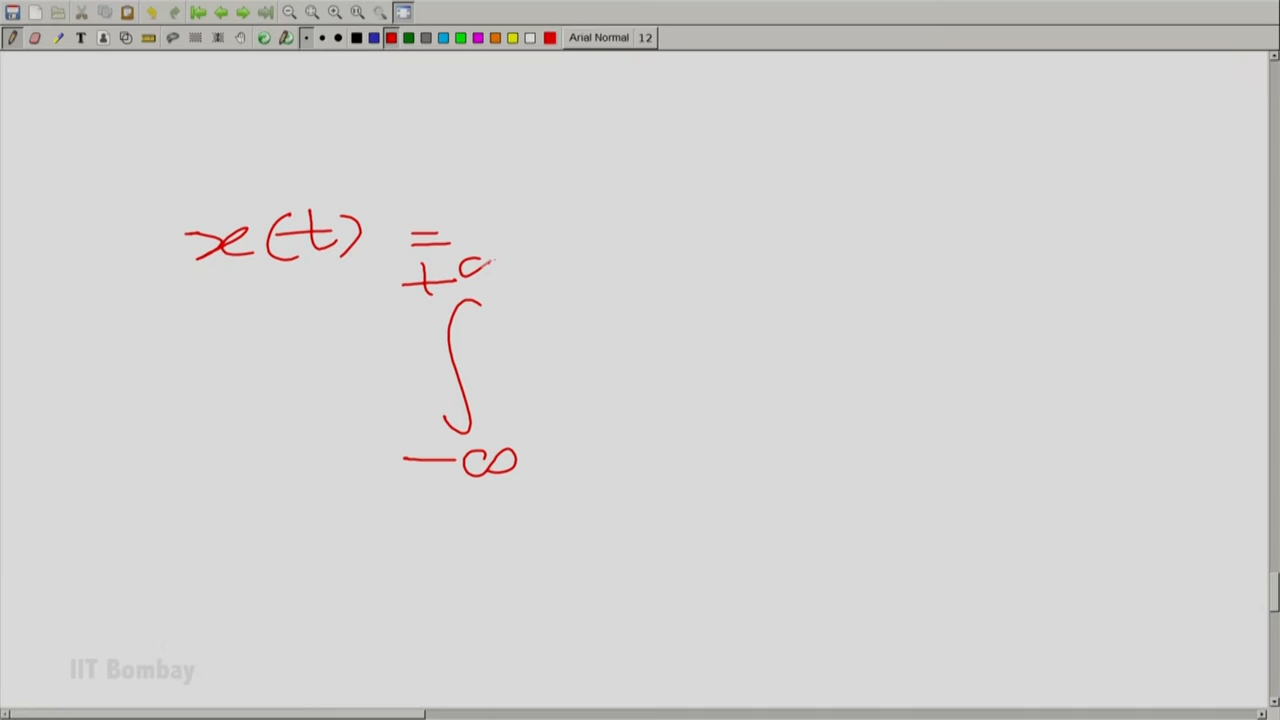 Arial Normal 12
x(t) =
+
∫
-∞
IIT Bombay